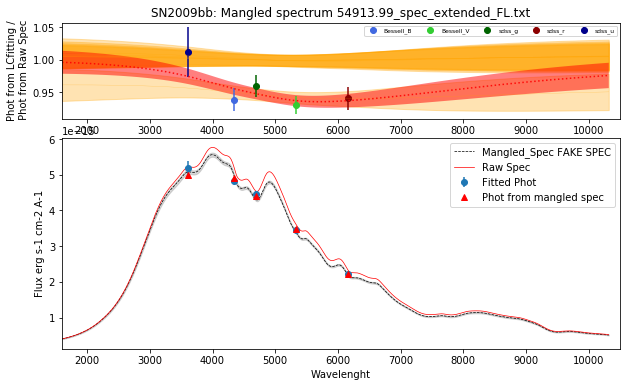 SN2009bb: Mangled spectrum 54913.99_spec_extended_FL.txt
Phot from LCfitting /
Phot from Raw Spec
1.05
1.00
0.95
Bessell_B
Bessell_V
sdss_g
sdss_r
sdss_u
2000 3000 4000 5000 6000 7000 8000 9000 10000
1e-15
Flux erg s-1 cm-2 A-1
6
5
4
3
2
1
Mangled_Spec FAKE SPEC
Raw Spec
Fitted Phot
Phot from mangled spec
2000 3000 4000 5000 6000 7000 8000 9000 10000
Wavelenght